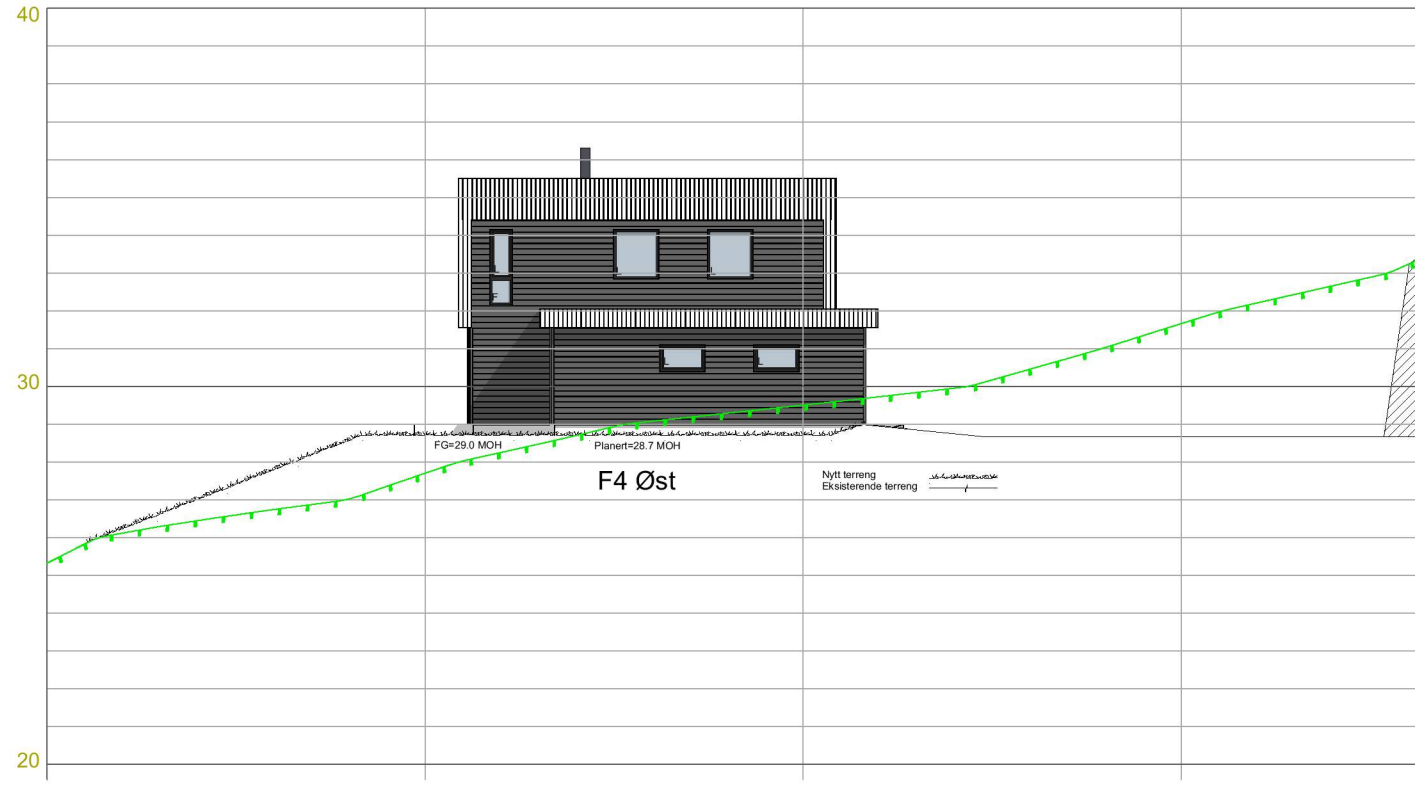 40
30
FG=29.0 MOH
Planert=28.7 MOH
F4 Øst
Nytt terreng
Eksisterende terreng
20